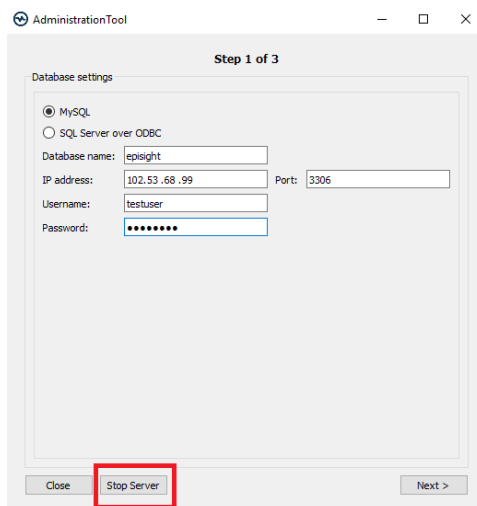 AdministrationTool
Step 1 of 3
Database settings
MySQL
SQL Server over ODBC
Database name: episight
IP address: 102.53 .68 .99 Port: 3306
Username: testuser
Password: ●●●●●●●●
Close Stop Server Next >